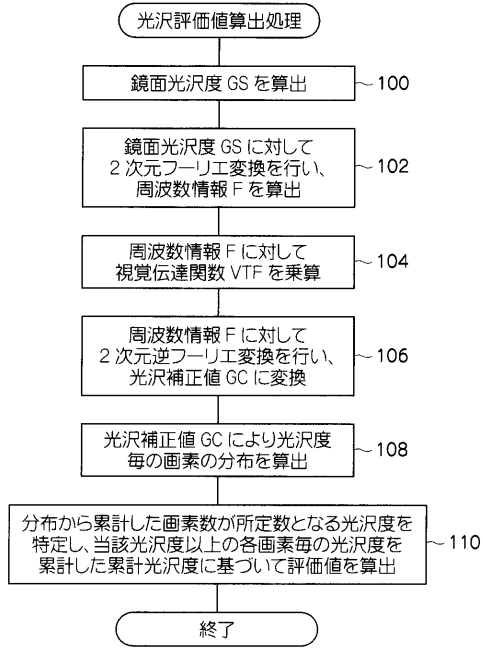 光沢評価値算出処理
鏡面光沢度 GS を算出
100
鏡面光沢度 GS に対して
2 次元フーリエ変換を行い、
周波数情報 F を算出
102
周波数情報 F に対して
視覚伝達関数 VTF を乗算
104
周波数情報 F に対して
2 次元逆フーリエ変換を行い、
光沢補正値 GC に変換
106
光沢補正値 GC により光沢度
毎の画素の分布を算出
108
分布から累計した画素数が所定数となる光沢度を
特定し、当該光沢度以上の各画素毎の光沢度を
累計した累計光沢度に基づいて評価値を算出
110
終了